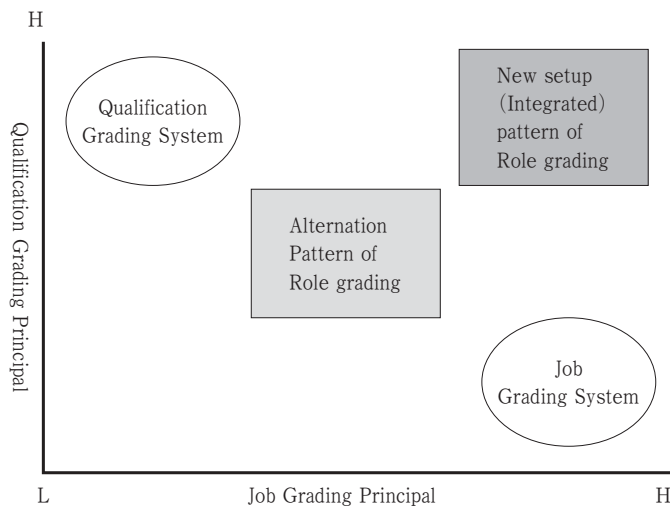 H
Qualification
Grading System
New setup
(Integrated)
pattern of
Role grading
Qualification Grading Principal
Alternation
Pattern of
Role grading
Job
Grading System
L
Job Grading Principal
H